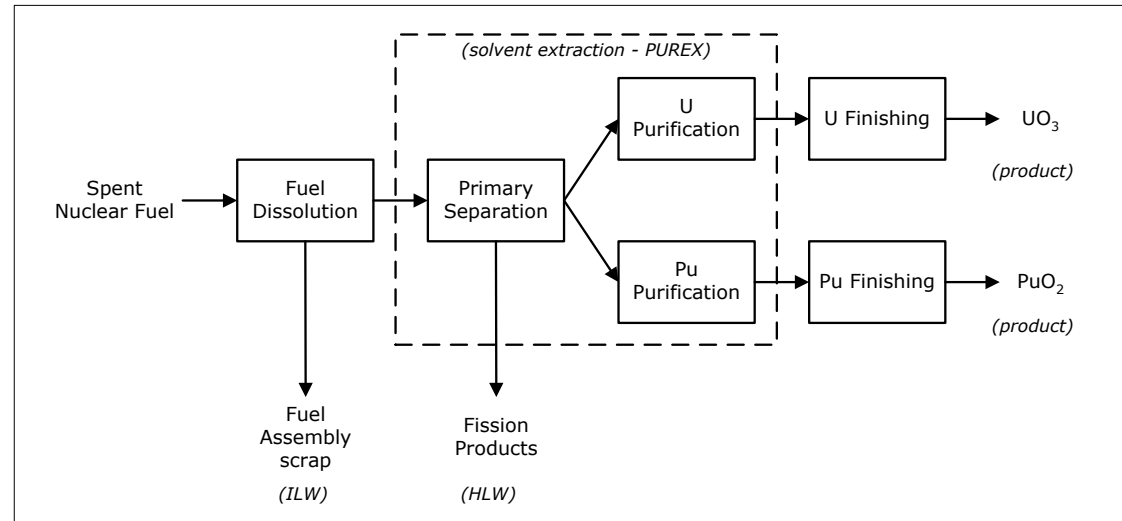 (solvent extraction - PUREX)
U
Purification
U Finishing
UO₃
(product)
Spent
Nuclear Fuel
Fuel
Dissolution
Primary
Separation
Pu
Purification
Pu Finishing
PuO₂
(product)
Fuel
Assembly
scrap
(ILW)
Fission
Products
(HLW)